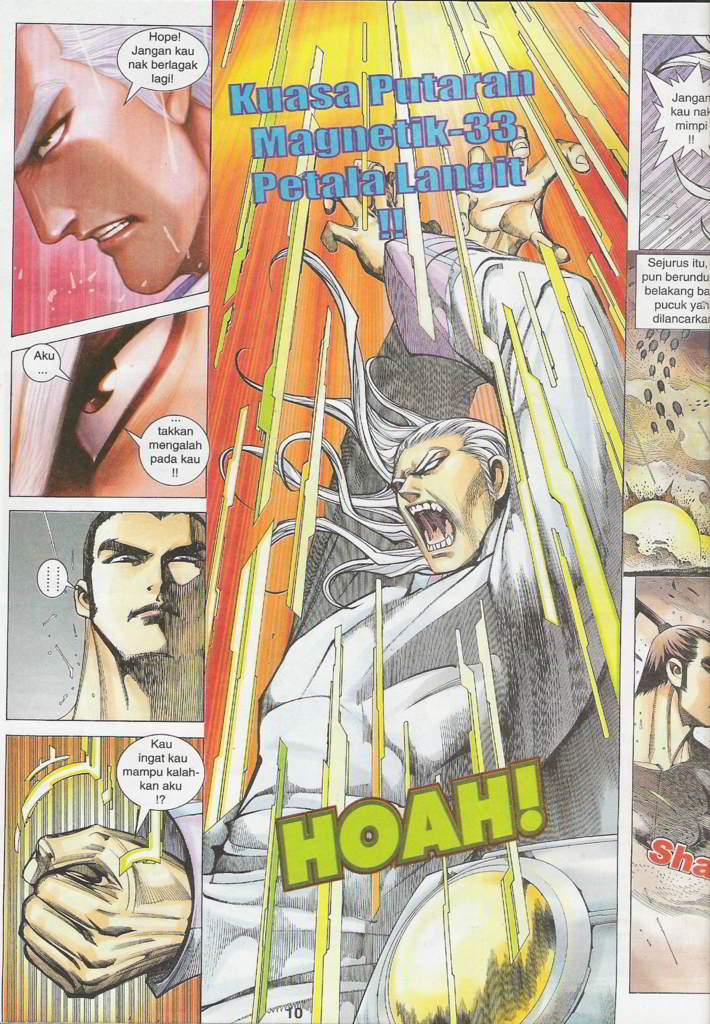 Hope!
Jangan kau
nak berlagak
lagi!
Aku
...
...
takkan
mengalah
pada kau
!!
.......
Kau
ingat kau
mampu kalah-
kan aku
!?
Kuasa Putaran
Magnetik-33
Petala Langit
!!
HOAH!
10
Jangan
kau nak
mimpi
!!
Sejurus itu,
pun berundu
belakang ba
pucuk
dilancarkan
Sha